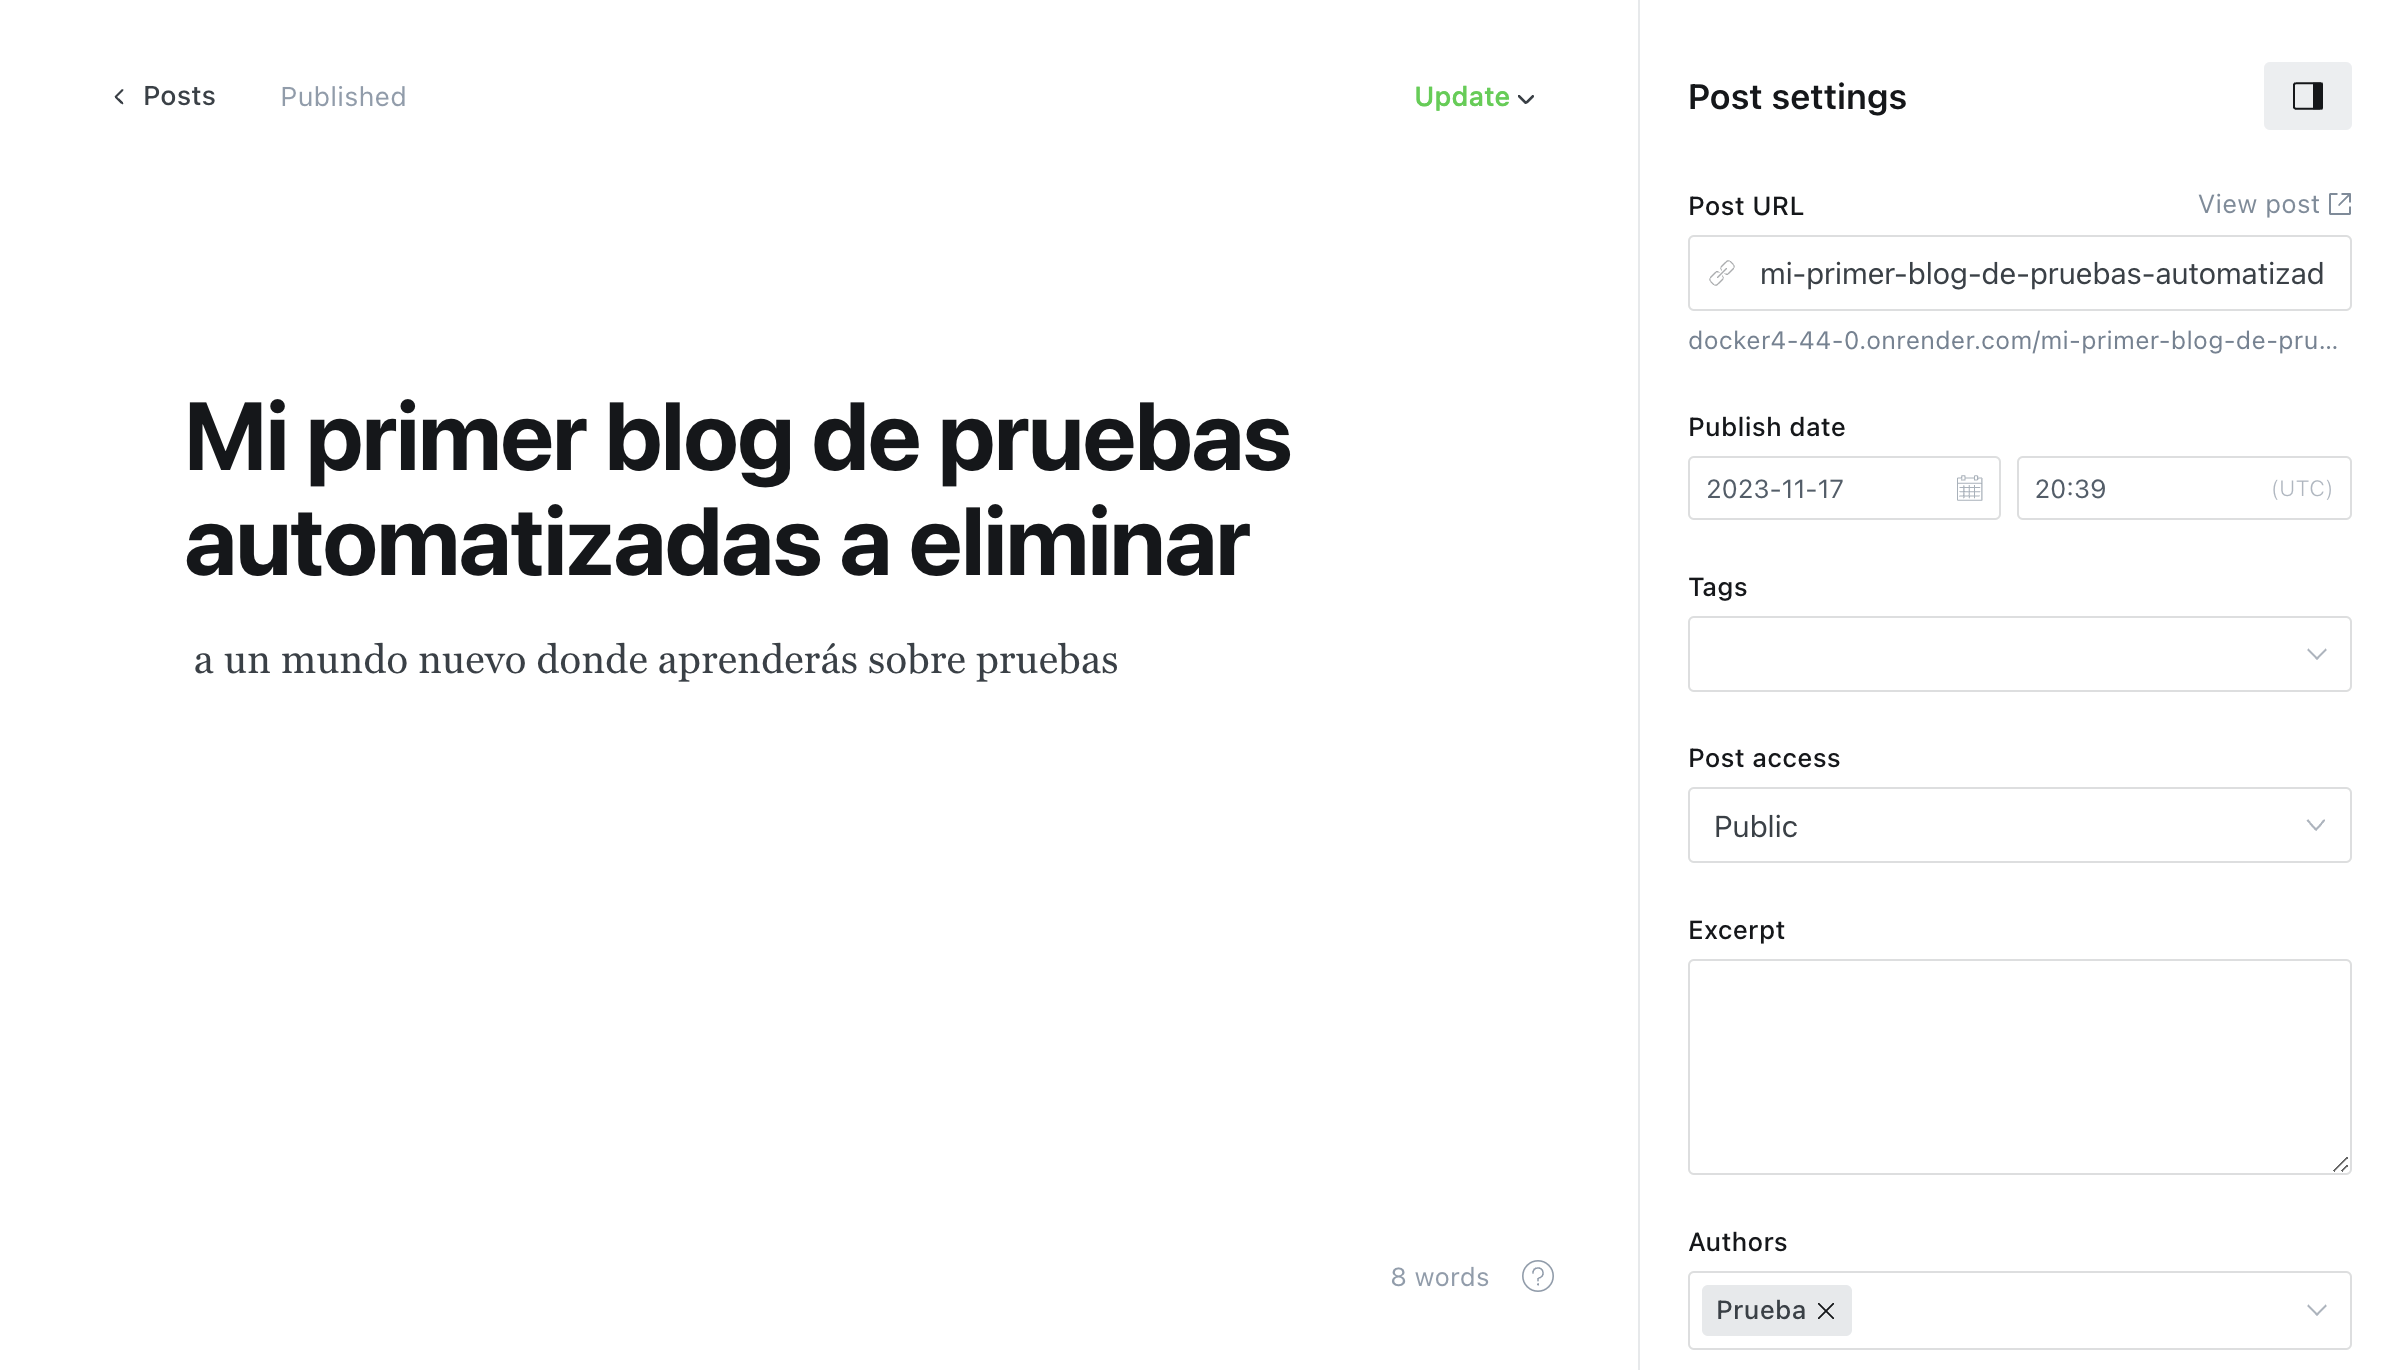 Posts
Published
Update
Mi primer blog de pruebas
automatizadas a eliminar
a un mundo nuevo donde aprenderás sobre pruebas
8 words
?
Post settings
Post URL
View post
mi-primer-blog-de-pruebas-automatizad
docker4-44-0.onrender.com/mi-primer-blog-de-pru...
Publish date
2023-11-17
20:39
(UTC)
Tags
Post access
Public
Excerpt
Authors
Prueba